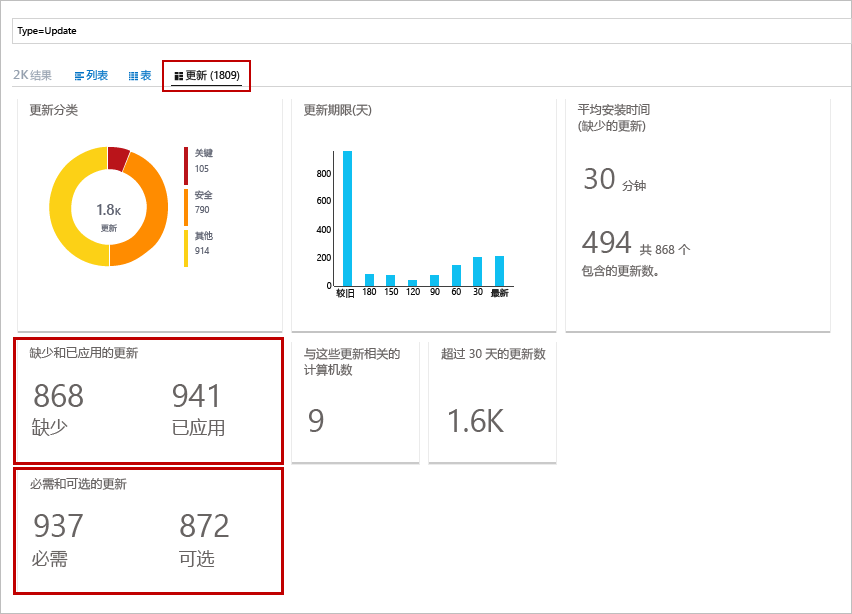 Type=Update
2K结果 列表 表 更新 (1809)
更新分类
1.8K
更新
关键
105
安全
790
其他
914
更新期限(天)
800
600
400
200
0
较旧 180 150 120 90 60 30 最新
平均安装时间
(缺少的更新)
30 分钟
494 共 868 个
包含的更新数。
缺少和已应用的更新
868 941
缺少 已应用
与这些更新相关的
计算机数
9
超过 30 天的更新数
1.6K
必需和可选的更新
937 872
必需 可选